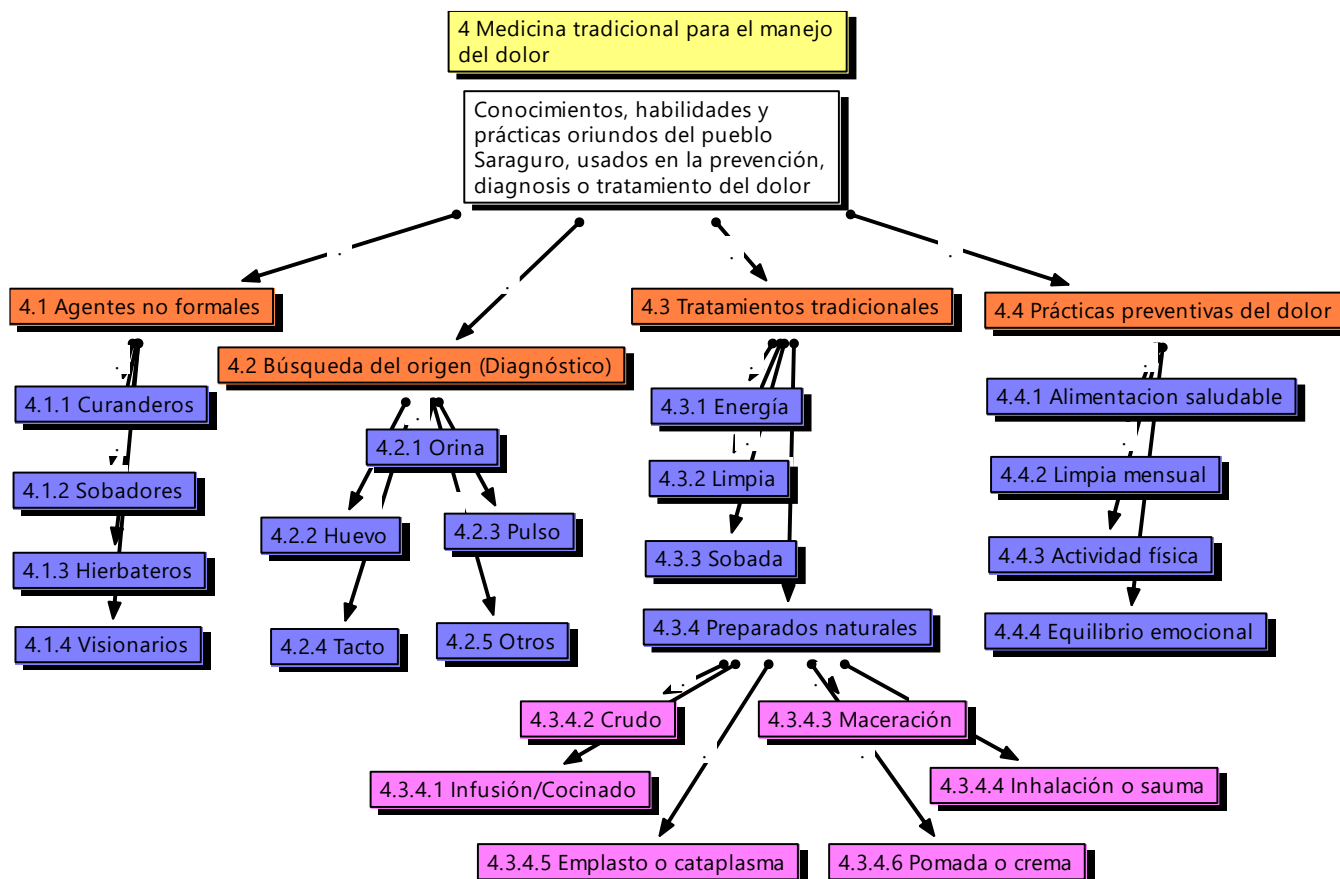 4 Medicina tradicional para el manejo
del dolor
Conocimientos, habilidades y
prácticas oriundos del pueblo
Saraguro, usados en la prevención,
diagnosis o tratamiento del dolor
4.1 Agentes no formales
4.1.1 Curanderos
4.1.2 Sobadores
4.1.3 Hierbateros
4.1.4 Visionarios
4.2 Búsqueda del origen (Diagnóstico)
4.2.1 Orina
4.2.2 Huevo
4.2.3 Pulso
4.2.4 Tacto
4.2.5 Otros
4.3 Tratamientos tradicionales
4.3.1 Energía
4.3.2 Limpia
4.3.3 Sobada
4.3.4 Preparados naturales
4.3.4.2 Crudo
4.3.4.3 Maceración
4.3.4.1 Infusión/Cocinado
4.3.4.4 Inhalación o sauma
4.3.4.5 Emplasto o cataplasma
4.3.4.6 Pomada o crema
4.4 Prácticas preventivas del dolor
4.4.1 Alimentacion saludable
4.4.2 Limpia mensual
4.4.3 Actividad física
4.4.4 Equilibrio emocional